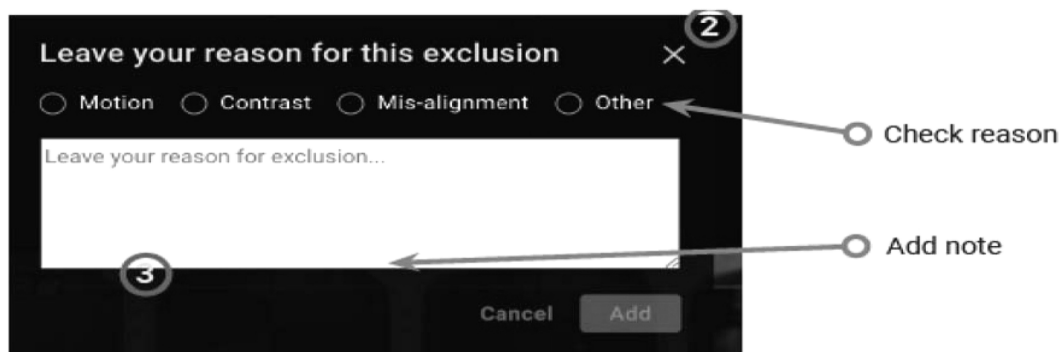 2
Leave your reason for this exclusion
Motion Contrast Mis-alignment Other
Check reason
Leave your reason for exclusion...
Add note
3
Cancel Add